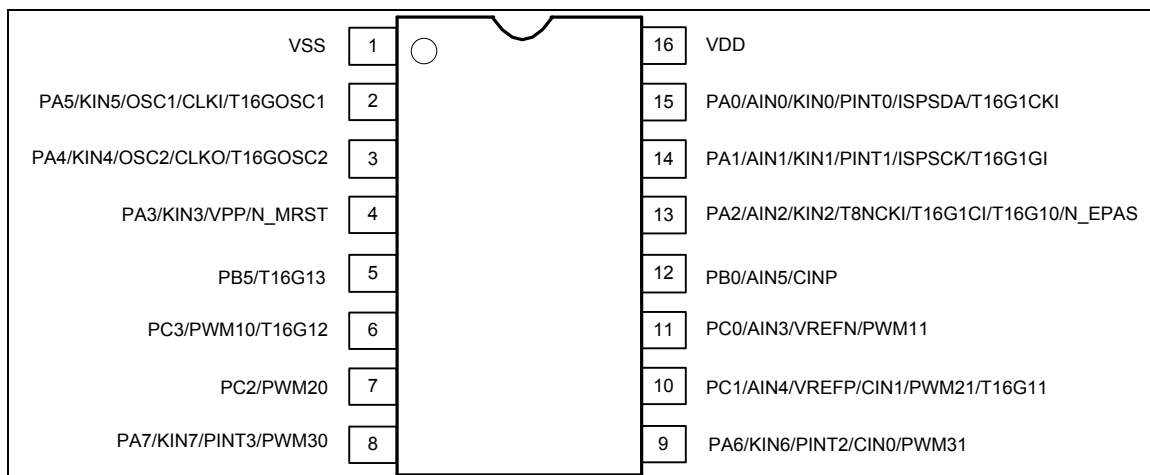 VSS 1 16 VDD
PA5/KIN5/OSC1/CLKI/T16GOSC1 2 15 PA0/AIN0/KIN0/PINT0/ISPSDA/T16G1CKI
PA4/KIN4/OSC2/CLKO/T16GOSC2 3 14 PA1/AIN1/KIN1/PINT1/ISPSCK/T16G1GI
PA3/KIN3/VPP/N_MRST 4 13 PA2/AIN2/KIN2/T8NCKI/T16G1CI/T16G10/N_EPAS
PB5/T16G13 5 12 PB0/AIN5/CINP
PC3/PWM10/T16G12 6 11 PC0/AIN3/VREFN/PWM11
PC2/PWM20 7 10 PC1/AIN4/VREFP/CIN1/PWM21/T16G11
PA7/KIN7/PINT3/PWM30 8 9 PA6/KIN6/PINT2/CIN0/PWM31